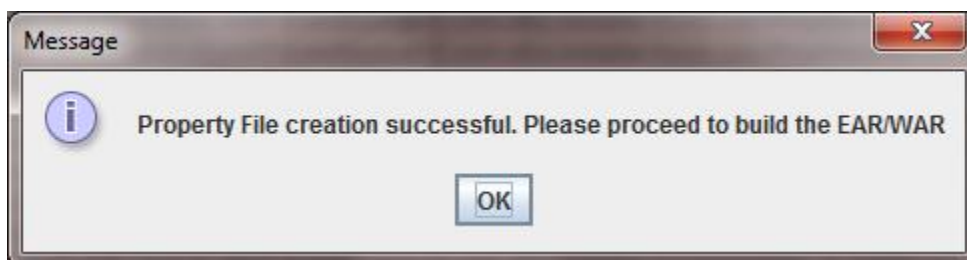 Message
Property File creation successful. Please proceed to build the EAR/WAR
OK